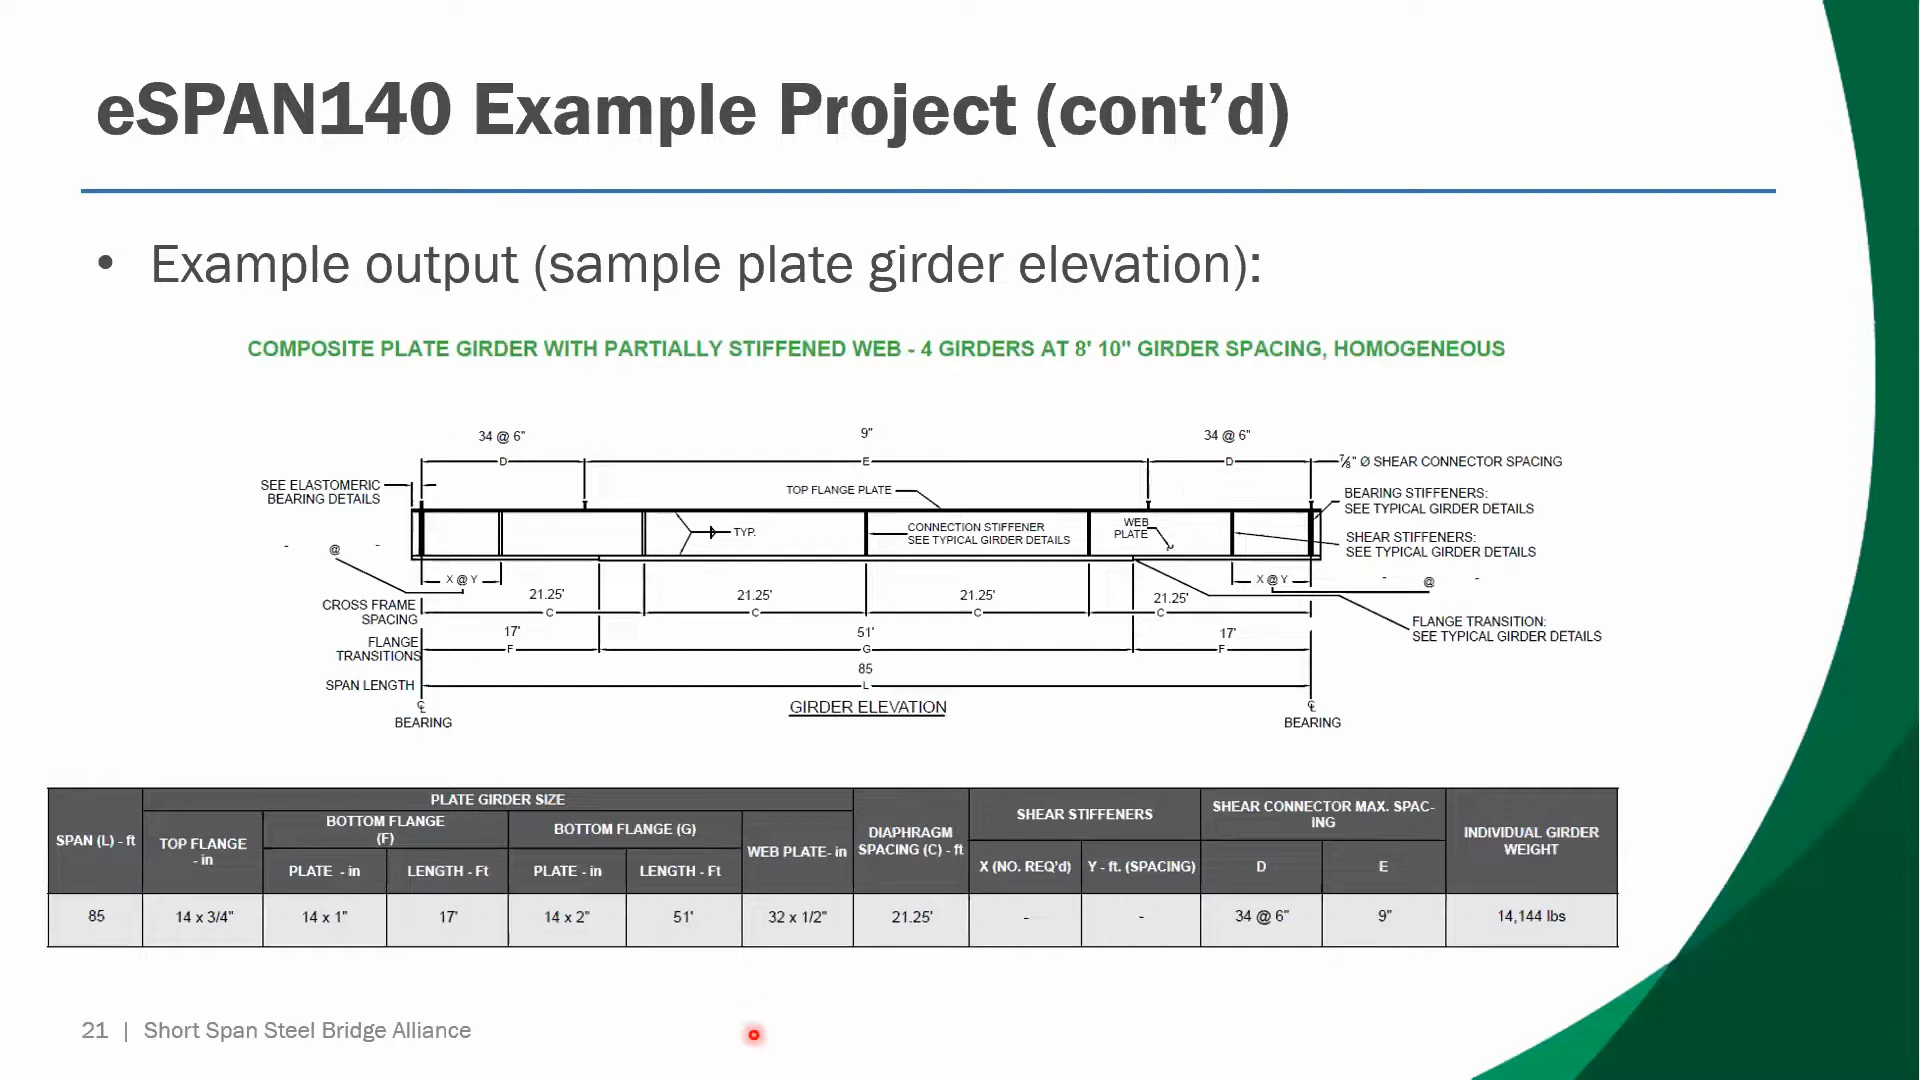 eSPAN140 Example Project (cont’d)
• Example output (sample plate girder elevation):
COMPOSITE PLATE GIRDER WITH PARTIALLY STIFFENED WEB - 4 GIRDERS AT 8' 10" GIRDER SPACING, HOMOGENEOUS
34 @ 6" 9" 34 @ 6"
D E D ⅞" Ø SHEAR CONNECTOR SPACING
SEE ELASTOMERIC
BEARING DETAILS
TOP FLANGE PLATE
BEARING STIFFENERS:
SEE TYPICAL GIRDER DETAILS
TYP.
CONNECTION STIFFENER
SEE TYPICAL GIRDER DETAILS
WEB
PLATE
SHEAR STIFFENERS:
SEE TYPICAL GIRDER DETAILS
- @ -
X @ Y X @ Y
- @ -
21.25' 21.25' 21.25' 21.25'
CROSS FRAME
SPACING
C C C C
17' 51' 17'
FLANGE
TRANSITIONS
F G F
FLANGE TRANSITION:
SEE TYPICAL GIRDER DETAILS
85
SPAN LENGTH L
℄ ℄
BEARING BEARING
GIRDER ELEVATION
SPAN (L) - ft
PLATE GIRDER SIZE
TOP FLANGE
- in
BOTTOM FLANGE
(F)
BOTTOM FLANGE (G)
WEB PLATE- in
PLATE - in LENGTH - Ft PLATE - in LENGTH - Ft
DIAPHRAGM
SPACING (C) - ft
SHEAR STIFFENERS
X (NO. REQ'd) Y - ft. (SPACING)
SHEAR CONNECTOR MAX. SPAC-
ING
D E
INDIVIDUAL GIRDER
WEIGHT
85 14 x 3/4" 14 x 1" 17' 14 x 2" 51' 32 x 1/2" 21.25' - - 34 @ 6" 9" 14,144 lbs
21 | Short Span Steel Bridge Alliance